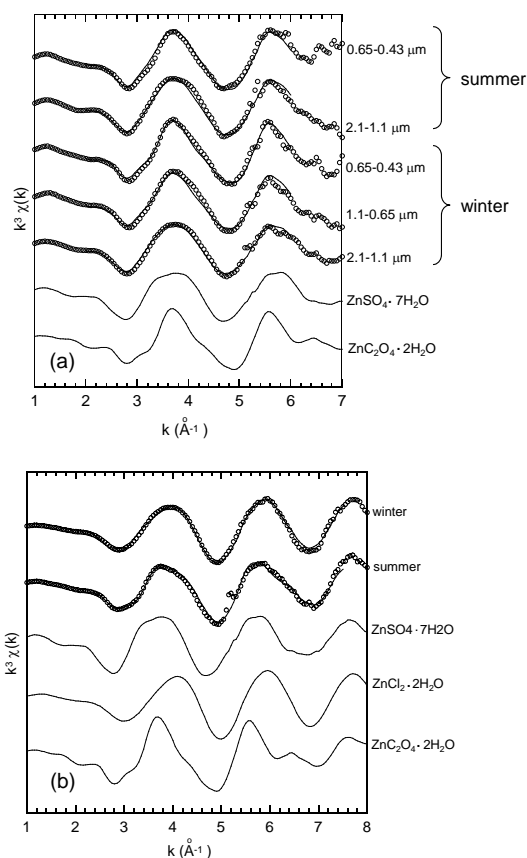 0.65-0.43 μm
summer
2.1-1.1 μm
0.65-0.43 μm
winter
1.1-0.65 μm
2.1-1.1 μm
ZnSO₄・7H₂O
ZnC₂O₄・2H₂O
k³ χ(k)
(a)
1 2 3 4 5 6 7
k (Å⁻¹)
winter
summer
ZnSO4・7H2O
ZnCl₂・2H₂O
ZnC₂O₄・2H₂O
k³ χ(k)
(b)
1 2 3 4 5 6 7 8
k (Å⁻¹)